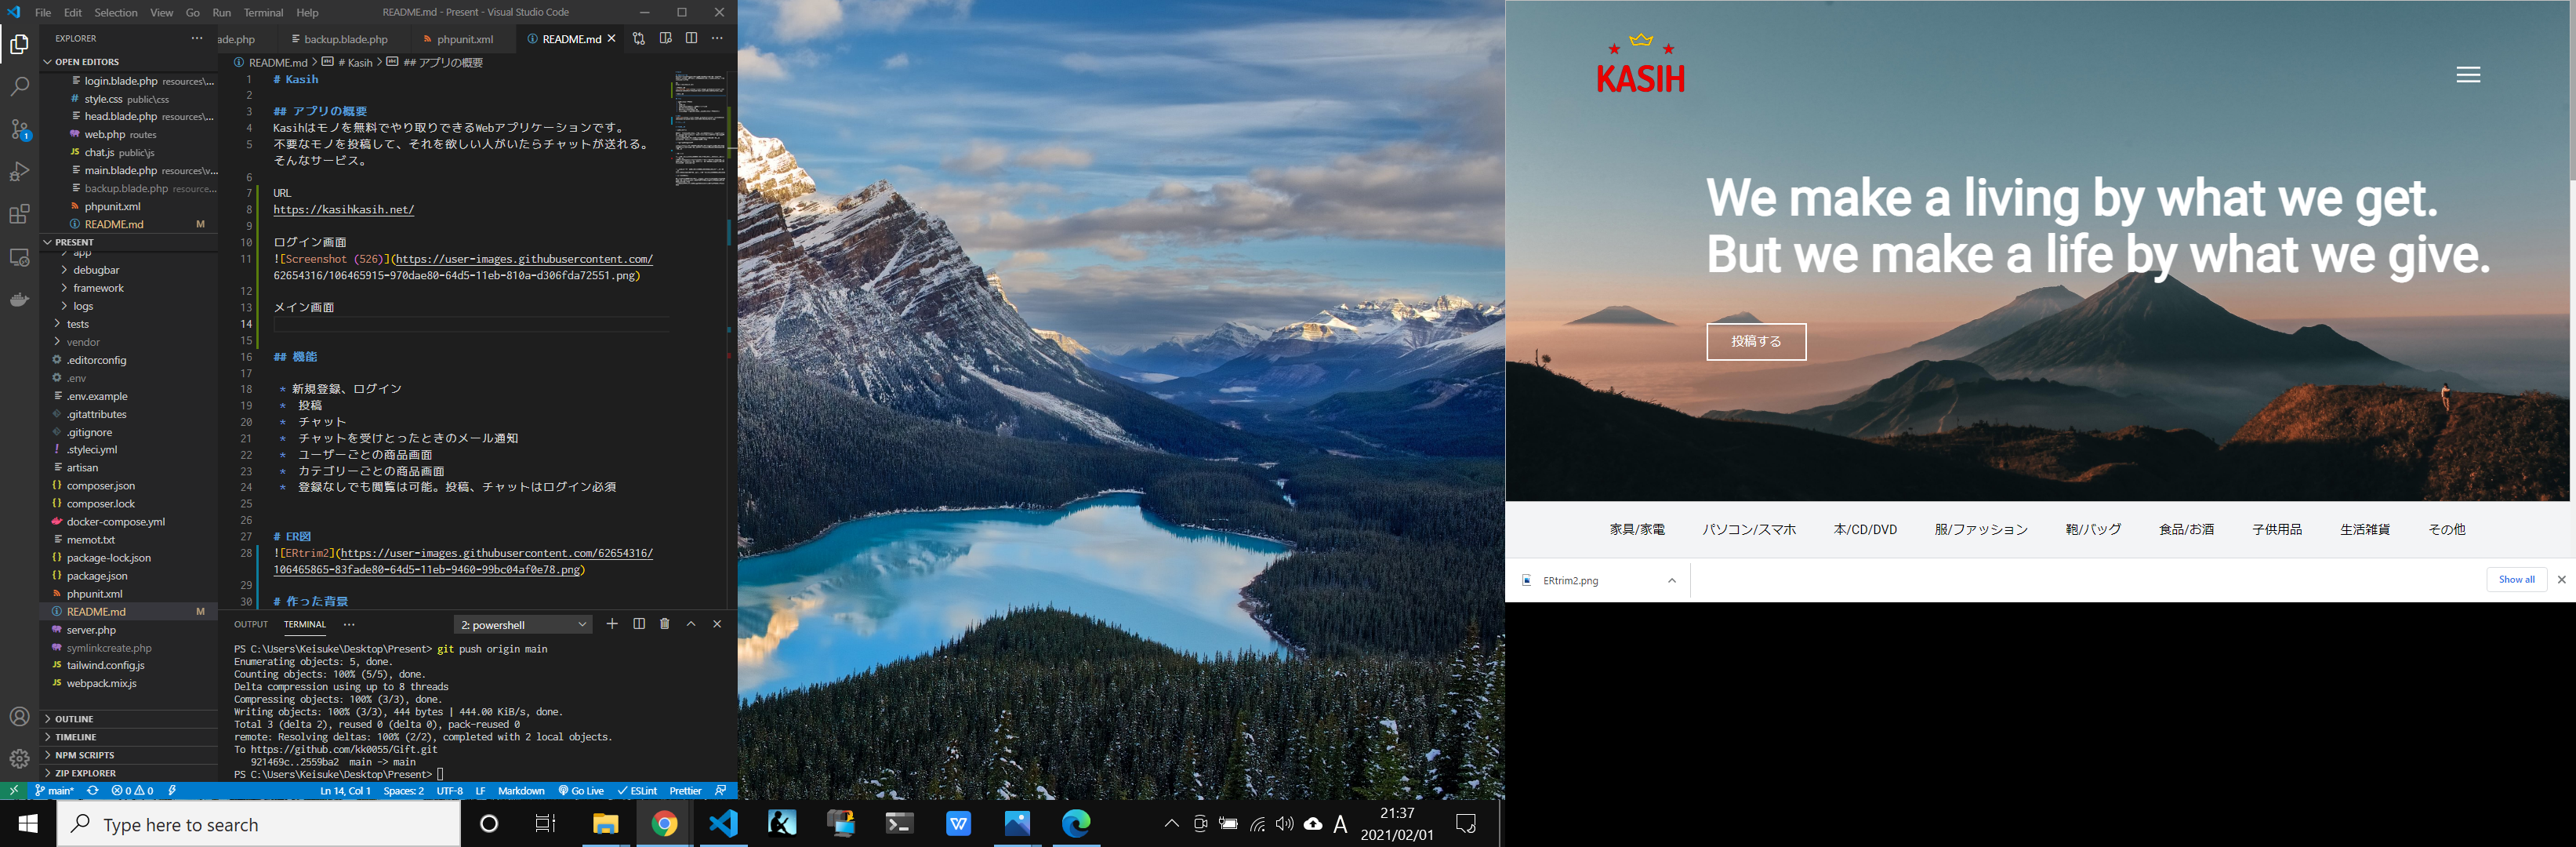 File Edit Selection View Go Run Terminal Help
README.md - Present - Visual Studio Code
EXPLORER
OPEN EDITORS
login.blade.php resources\...
style.css public\css
head.blade.php resources\...
web.php routes
chat.js public\js
main.blade.php resources\v...
backup.blade.php resource...
phpunit.xml
README.md M
PRESENT
app
debugbar
framework
logs
tests
vendor
.editorconfig
.env
.env.example
.gitattributes
.gitignore
.styleci.yml
artisan
composer.json
composer.lock
docker-compose.yml
memot.txt
package-lock.json
package.json
phpunit.xml
README.md M
server.php
symlinkcreate.php
tailwind.config.js
webpack.mix.js
OUTLINE
TIMELINE
NPM SCRIPTS
ZIP EXPLORER
ade.php backup.blade.php phpunit.xml README.md
README.md > # Kasih > ## アプリの概要
1 # Kasih
2
3 ## アプリの概要
4 Kasihはモノを無料でやり取りできるWebアプリケーションです。
5 不要なモノを投稿して、それを欲しい人がいたらチャットが送れる。
そんなサービス。
6
7 URL
8 https://kasihkasih.net/
9
10 ログイン画面
11 ![Screenshot (526)](https://user-images.githubusercontent.com/
62654316/106465915-970dae80-64d5-11eb-810a-d306fda72551.png)
12
13 メイン画面
14
15
16 ## 機能
17
18 * 新規登録、ログイン
19 * 投稿
20 * チャット
21 * チャットを受けとったときのメール通知
22 * ユーザーごとの商品画面
23 * カテゴリーごとの商品画面
24 * 登録なしでも閲覧は可能。投稿、チャットはログイン必須
25
26
27 # ER図
28 ![ERtrim2](https://user-images.githubusercontent.com/62654316/
106465865-83fade80-64d5-11eb-9460-99bc04af0e78.png)
29
30 # 作った背景
OUTPUT TERMINAL 2: powershell
PS C:\Users\Keisuke\Desktop\Present> git push origin main
Enumerating objects: 5, done.
Counting objects: 100% (5/5), done.
Delta compression using up to 8 threads
Compressing objects: 100% (3/3), done.
Writing objects: 100% (3/3), 444 bytes | 444.00 KiB/s, done.
Total 3 (delta 2), reused 0 (delta 0), pack-reused 0
remote: Resolving deltas: 100% (2/2), completed with 2 local objects.
To https://github.com/kk0055/Gift.git
921469c..2559ba2 main -> main
PS C:\Users\Keisuke\Desktop\Present>
main* 0 0 Ln 14, Col 1 Spaces: 2 UTF-8 LF Markdown Go Live ESLint Prettier
Type here to search
A
21:37
2021/02/01
KASIH
We make a living by what we get.
But we make a life by what we give.
投稿する
家具/家電 パソコン/スマホ 本/CD/DVD 服/ファッション 鞄/バッグ 食品/お酒 子供用品 生活雑貨 その他
ERtrim2.png
Show all